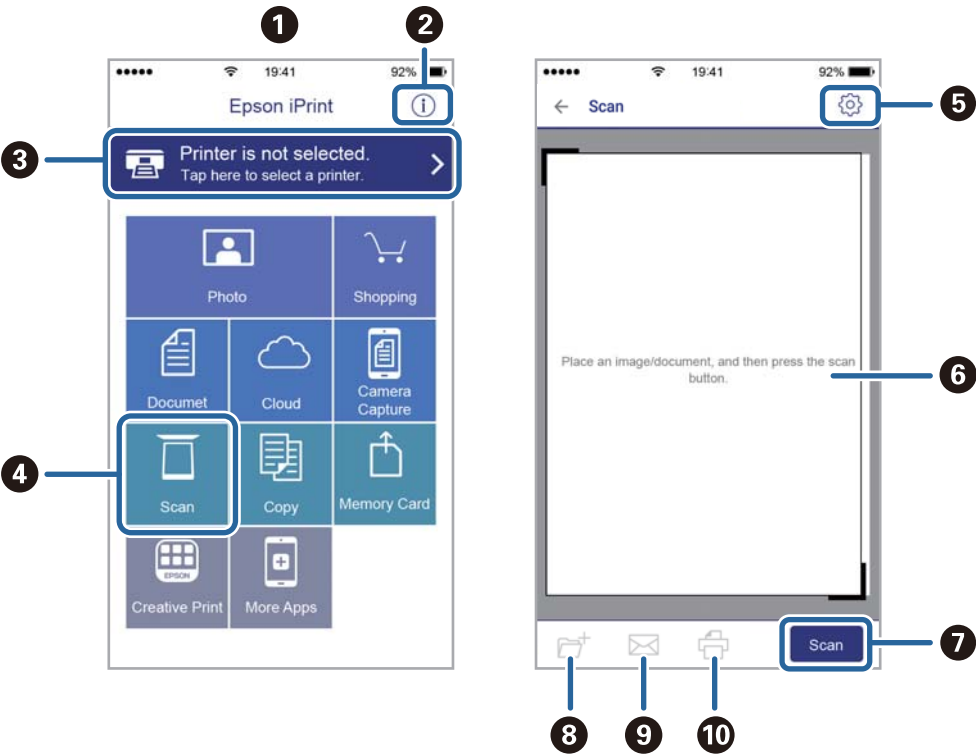 1
2
19:41
92%
Epson iPrint
3
Printer is not selected.
Tap here to select a printer.
Photo
Shopping
Documet
Cloud
Camera
Capture
4
Scan
Copy
Memory Card
EPSON
Creative Print
More Apps
19:41
92%
Scan
5
Place an image/document, and then press the scan
button.
6
Scan
7
8
9
10